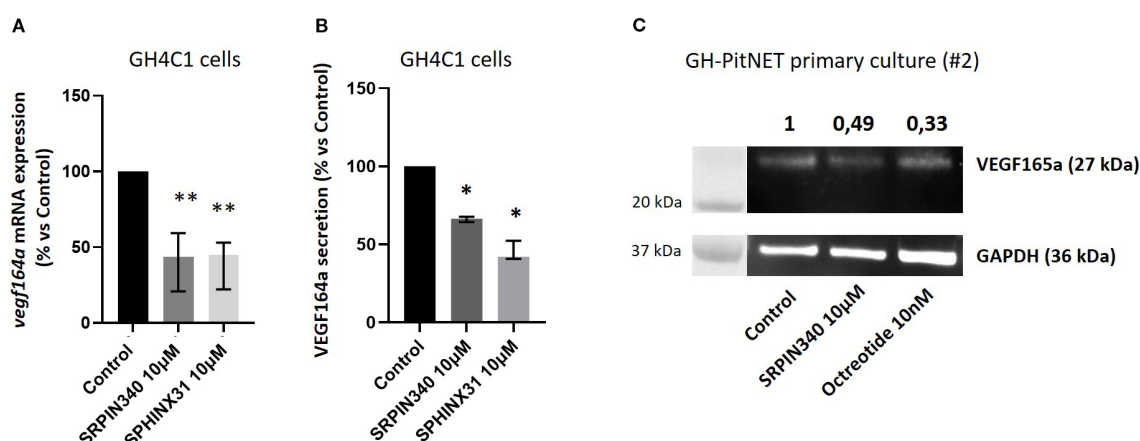 A
GH4C1 cells
vegf164a mRNA expression
(% vs Control)
150
100
50
0
**
**
Control
SRPIN340 10µM
SPHINX31 10µM
B
GH4C1 cells
VEGF164a secretion (% vs Control)
150
100
50
0
*
*
Control
SRPIN340 10µM
SPHINX31 10µM
C
GH-PitNET primary culture (#2)
1 0,49 0,33
VEGF165a (27 kDa)
20 kDa
37 kDa
GAPDH (36 kDa)
Control
SRPIN340 10µM
Octreotide 10nM